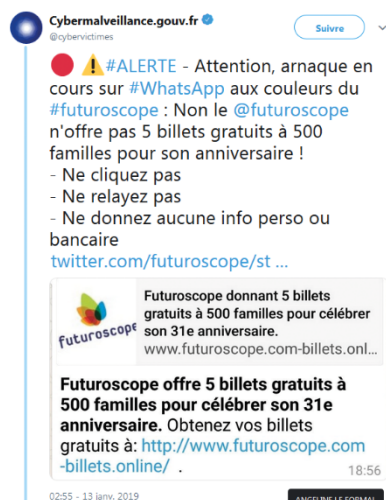 Cybermalveillance.gouv.fr
@cybervictimes
Suivre
#ALERTE - Attention, arnaque en
cours sur #WhatsApp aux couleurs du
#futuroscope : Non le @futuroscope
n'offre pas 5 billets gratuits à 500
familles pour son anniversaire !
- Ne cliquez pas
- Ne relayez pas
- Ne donnez aucune info perso ou
bancaire
twitter.com/futuroscope/st ...
futuroscope
Futuroscope donnant 5 billets
gratuits à 500 familles pour célébrer
son 31e anniversaire.
www.futuroscope.com-billets.onl...
Futuroscope offre 5 billets gratuits à
500 familles pour célébrer son 31e
anniversaire. Obtenez vos billets
gratuits à: http://www.futuroscope.com
-billets.online/ .
18:56
02:55 - 13 janv. 2019
ANGELINE LE FORMAL